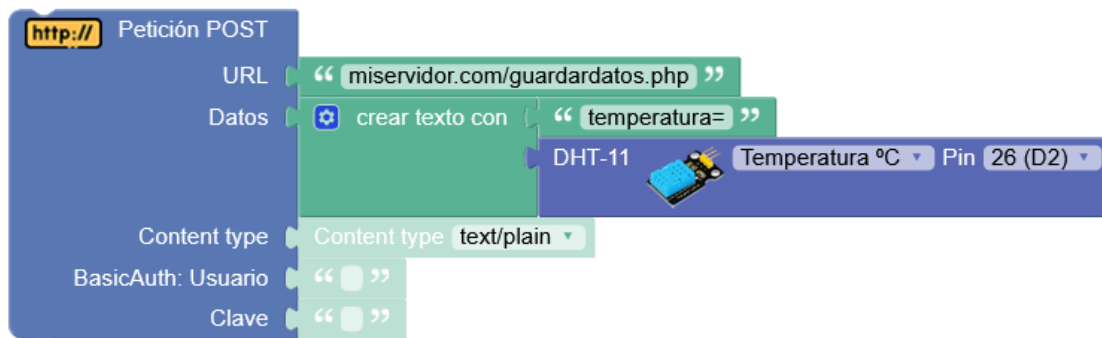 http:// Petición POST
URL “ miservidor.com/guardardatos.php ”
Datos crear texto con “ temperatura= ”
DHT-11 Temperatura ºC Pin 26 (D2)
Content type Content type text/plain
BasicAuth: Usuario “ ”
Clave “ ”